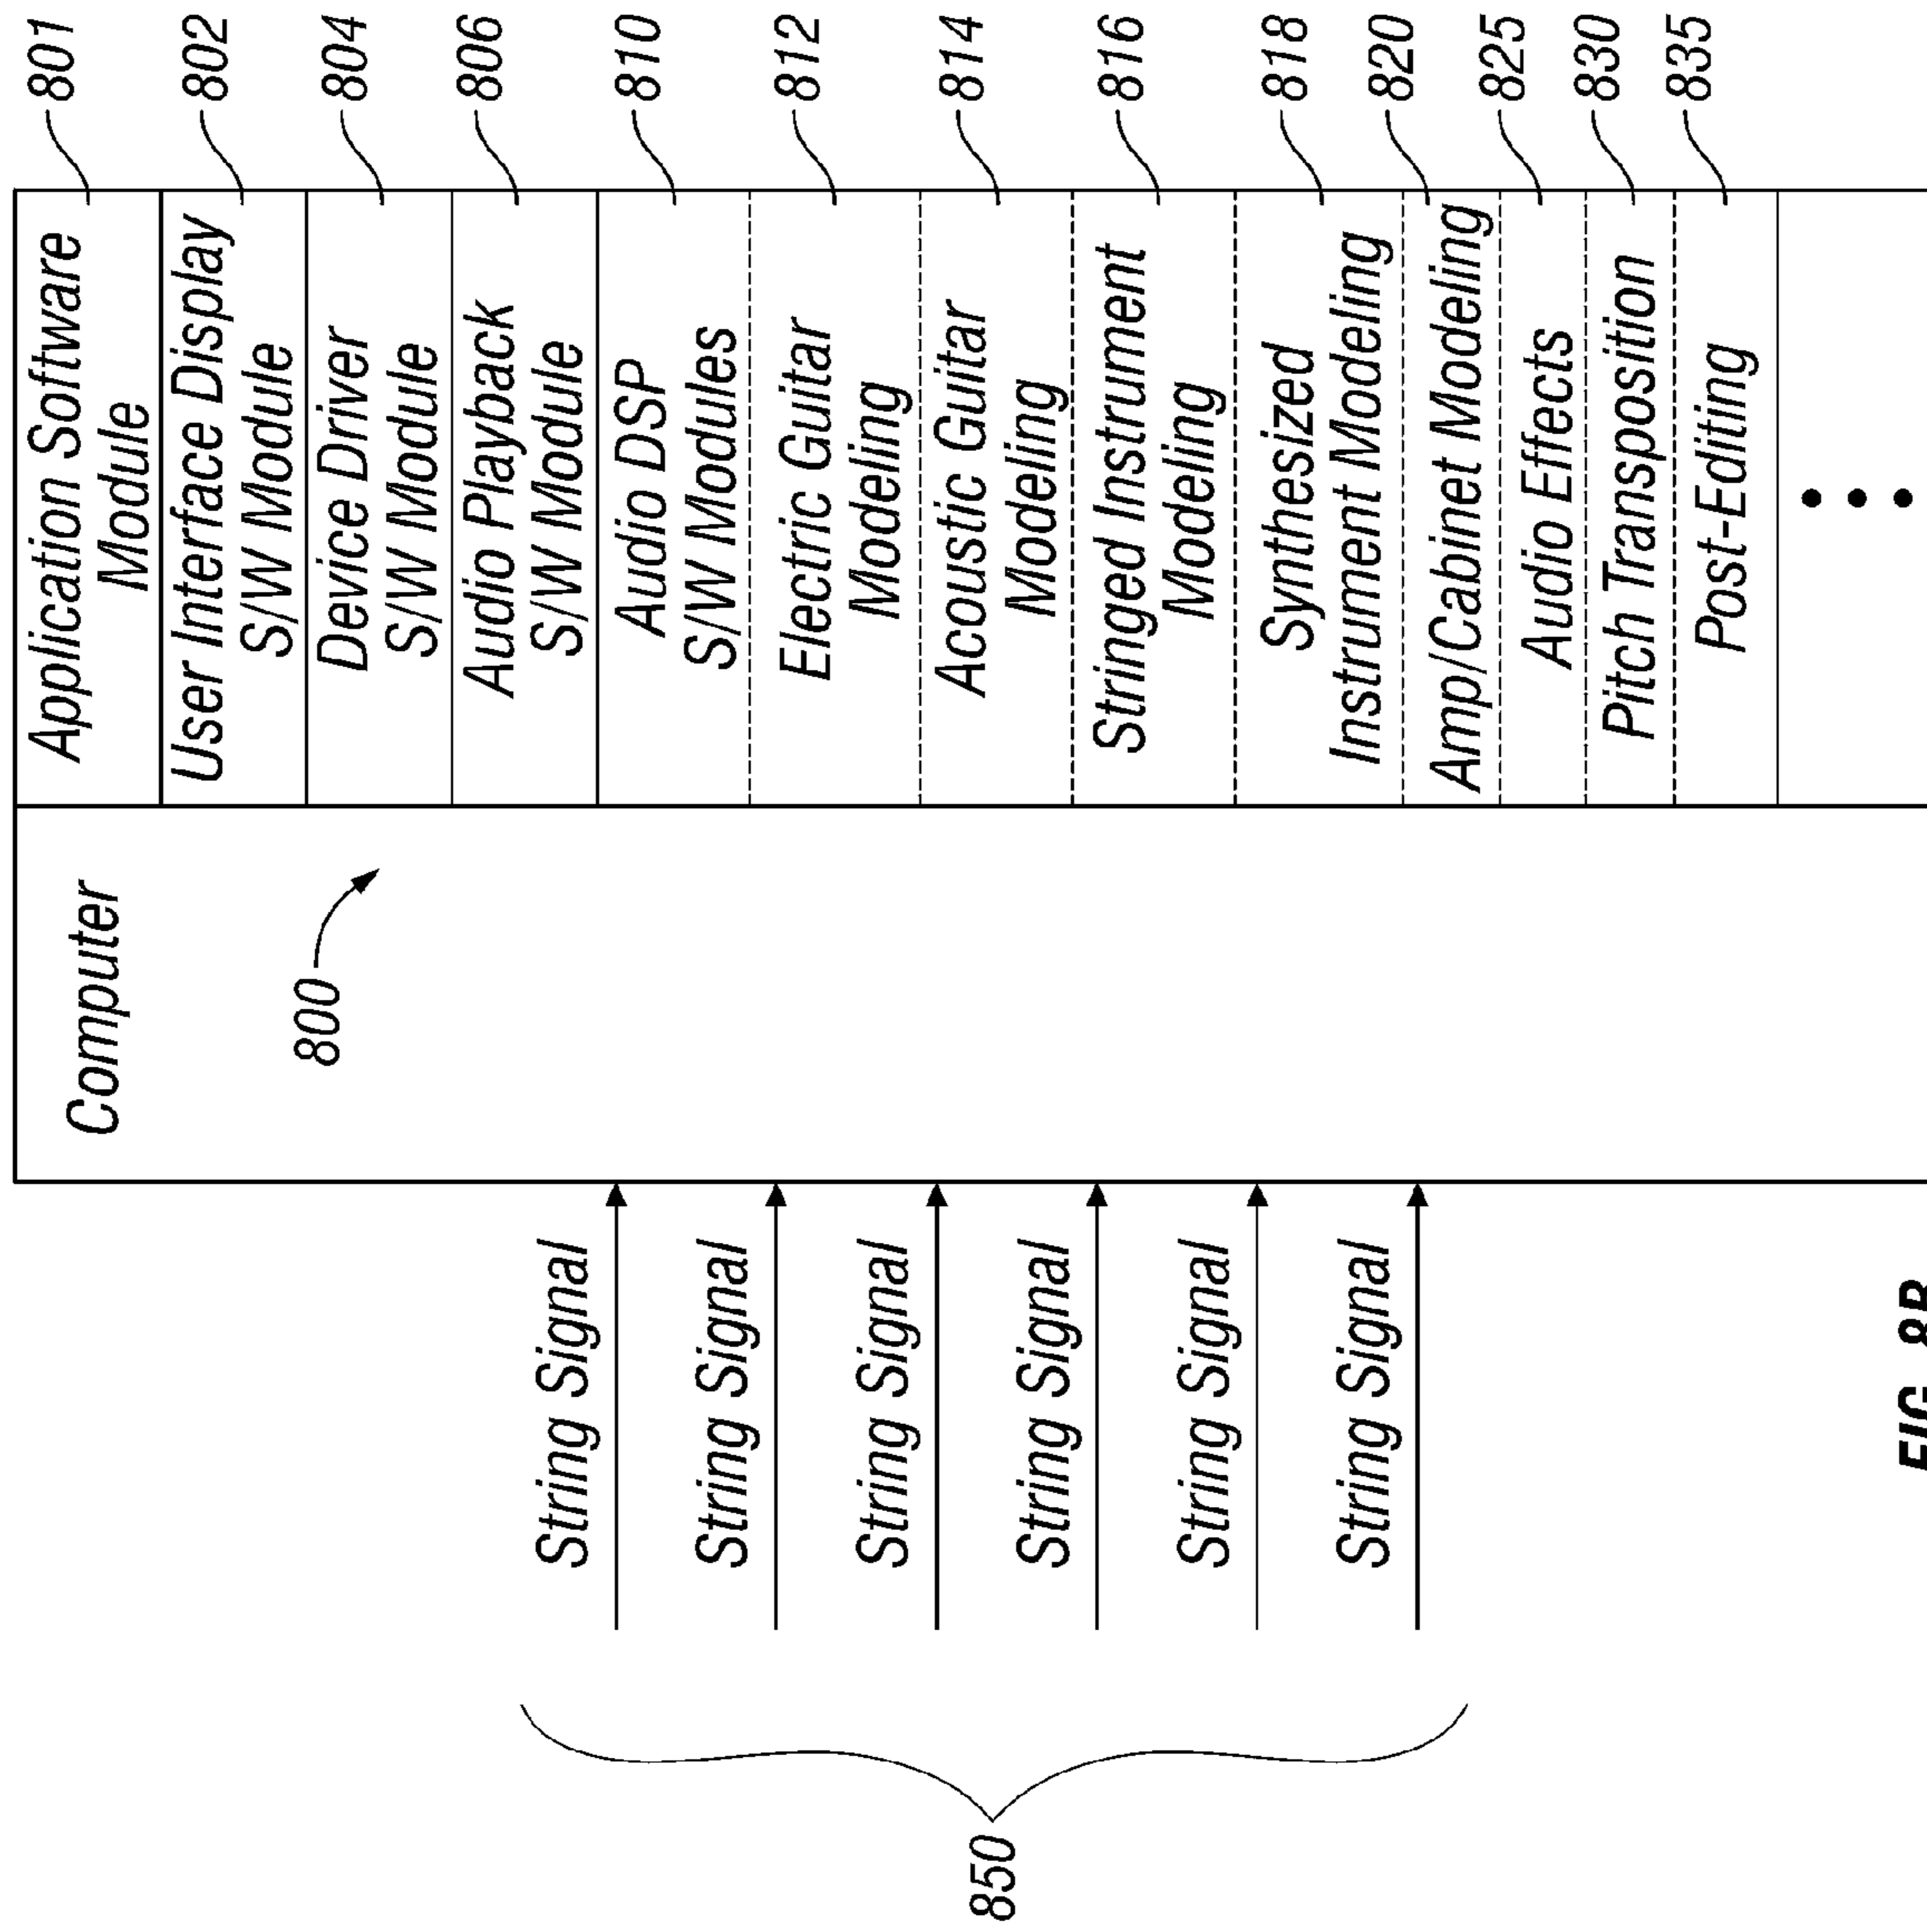 Computer
800
850
String Signal
String Signal
String Signal
String Signal
String Signal
String Signal
Application Software
Module
801
User Interface Display
S/W Module
802
Device Driver
S/W Module
804
Audio Playback
S/W Module
806
Audio DSP
S/W Modules
810
Electric Guitar
Modeling
812
Acoustic Guitar
Modeling
814
Stringed Instrument
Modeling
816
Synthesized
Instrument Modeling
818
Amp/Cabinet Modeling
820
Audio Effects
825
Pitch Transposition
830
Post-Editing
835
FIG. 8B